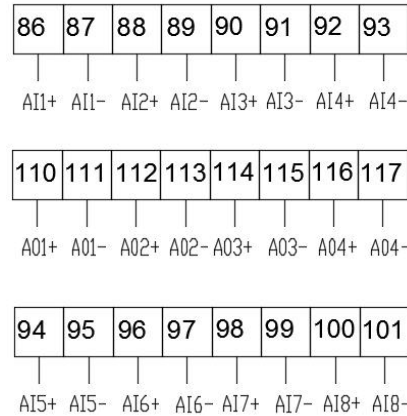 86 87 88 89 90 91 92 93
AI1+ AI1- AI2+ AI2- AI3+ AI3- AI4+ AI4-
110 111 112 113 114 115 116 117
A01+ A01- A02+ A02- A03+ A03- A04+ A04-
94 95 96 97 98 99 100 101
AI5+ AI5- AI6+ AI6- AI7+ AI7- AI8+ AI8-